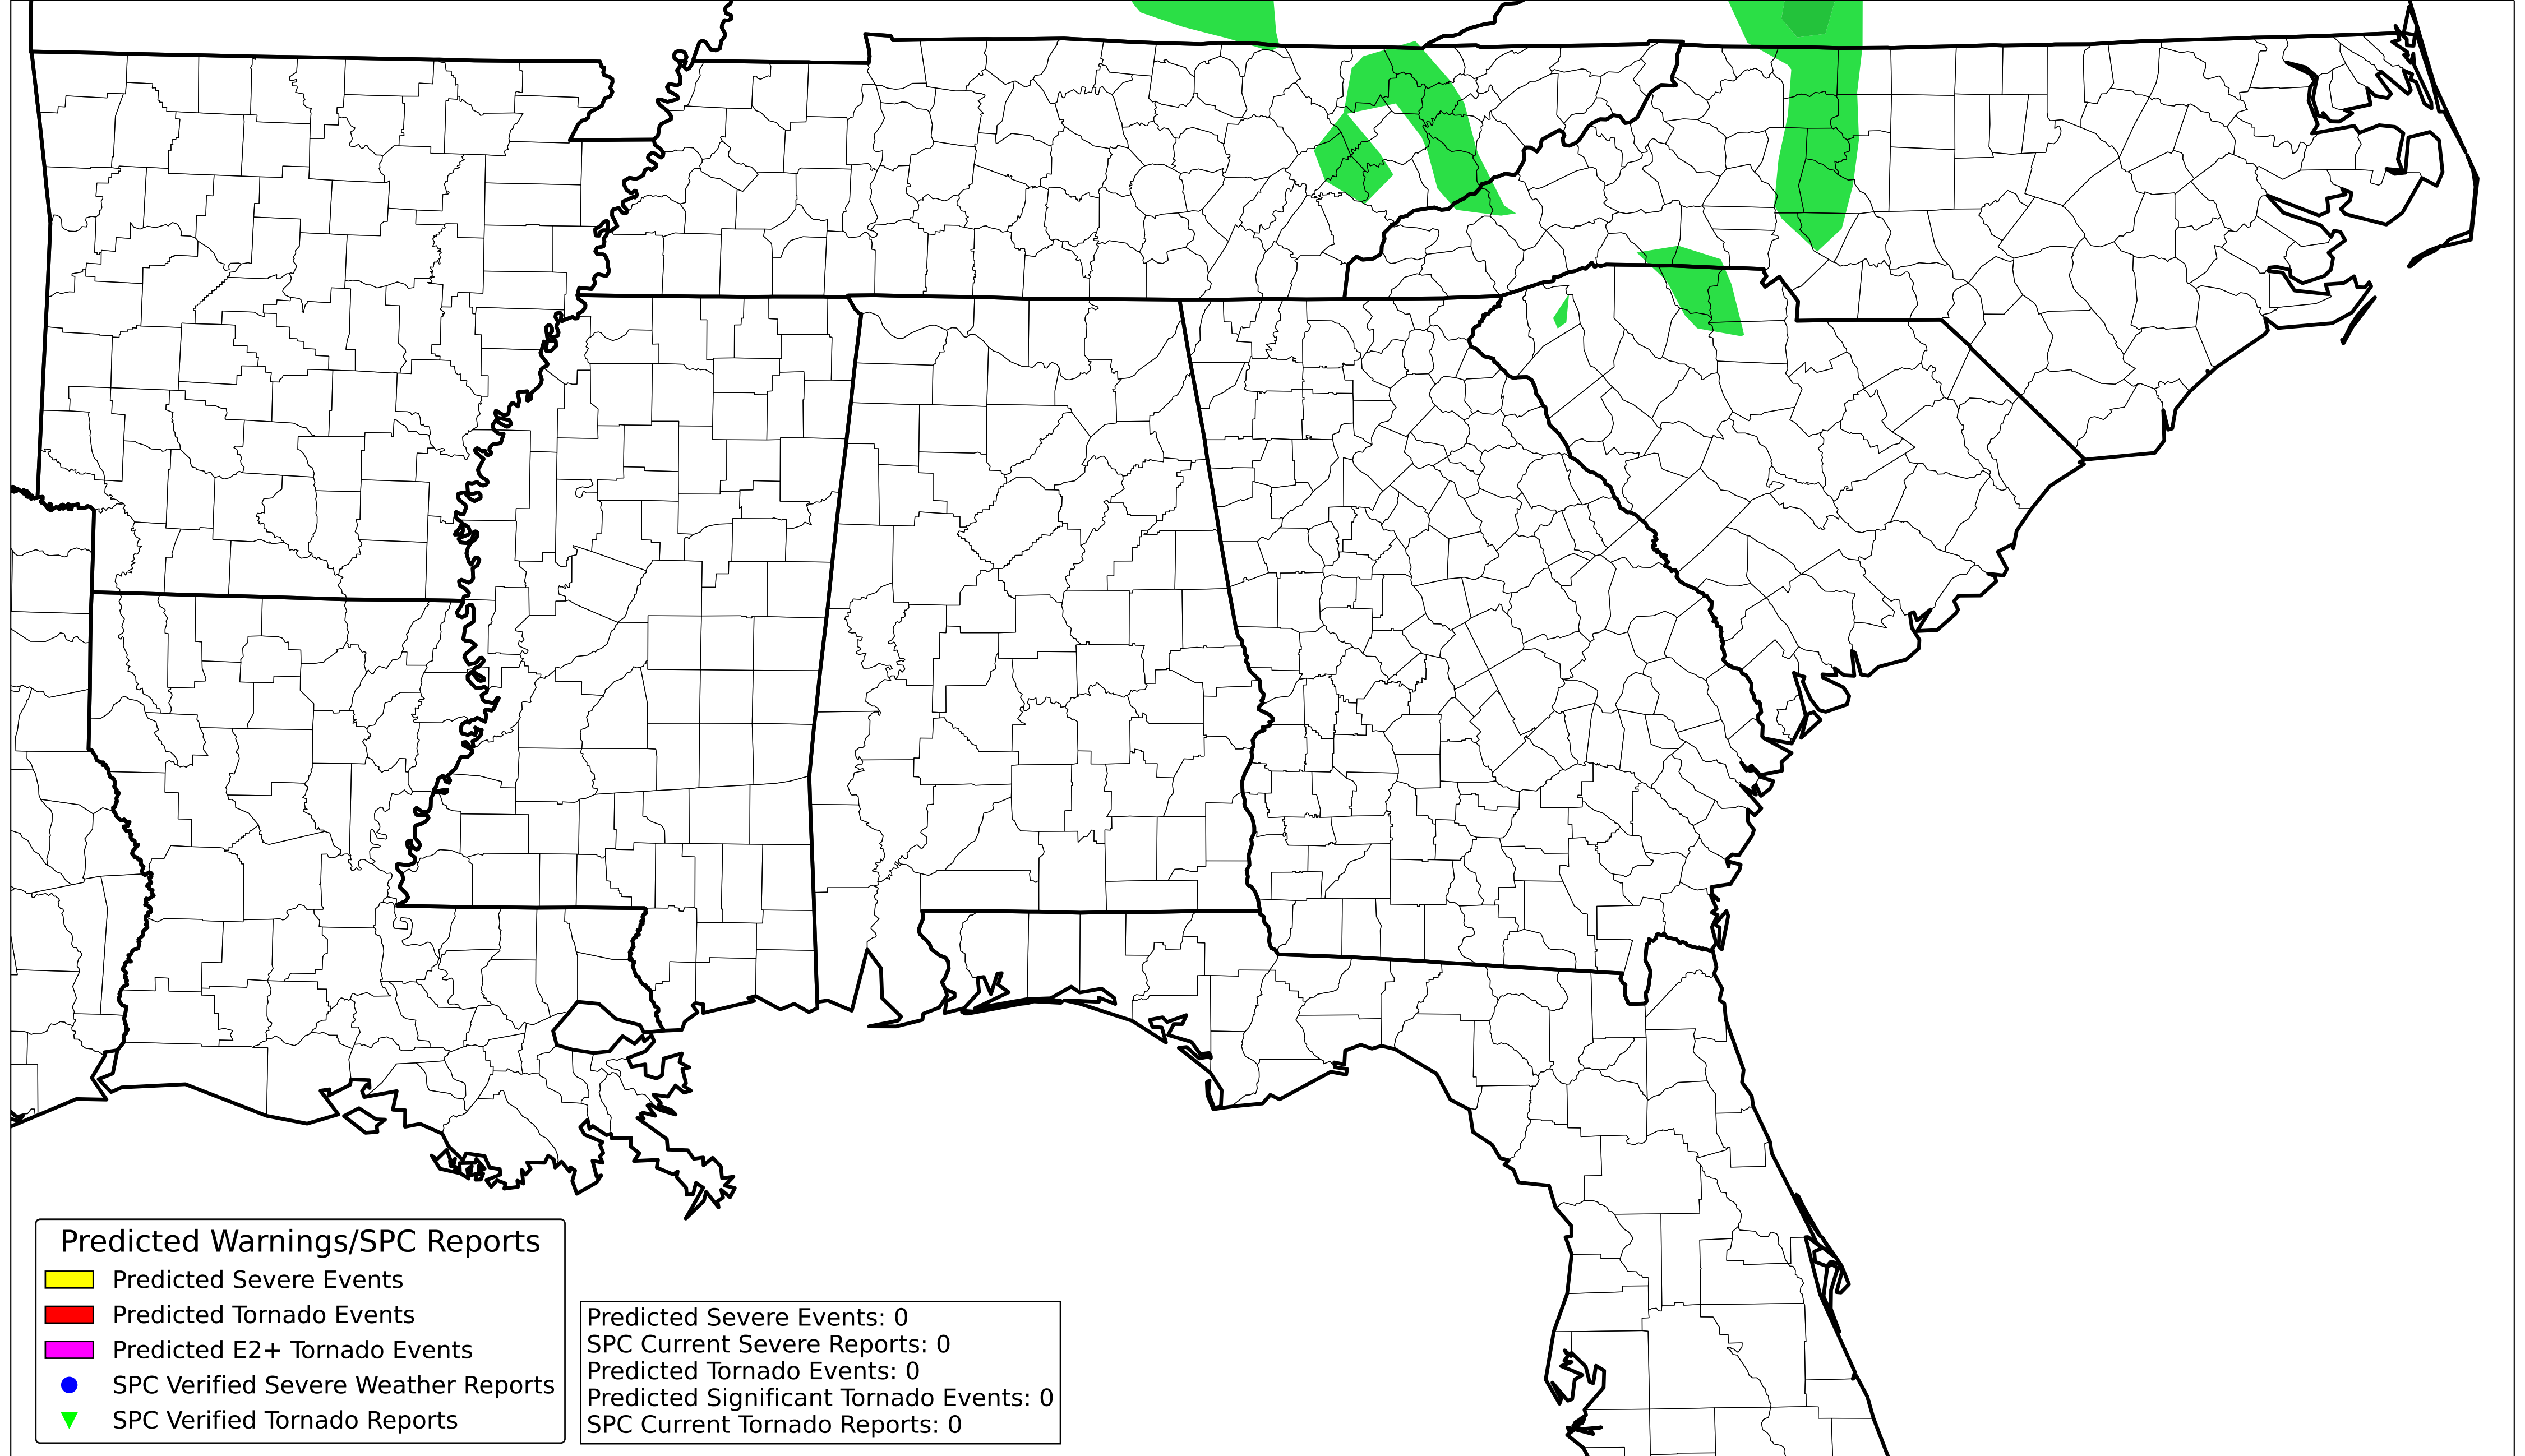 Predicted Warnings/SPC Reports
Predicted Severe Events
Predicted Tornado Events
Predicted E2+ Tornado Events
SPC Verified Severe Weather Reports
SPC Verified Tornado Reports
Predicted Severe Events: 0
SPC Current Severe Reports: 0
Predicted Tornado Events: 0
Predicted Significant Tornado Events: 0
SPC Current Tornado Reports: 0